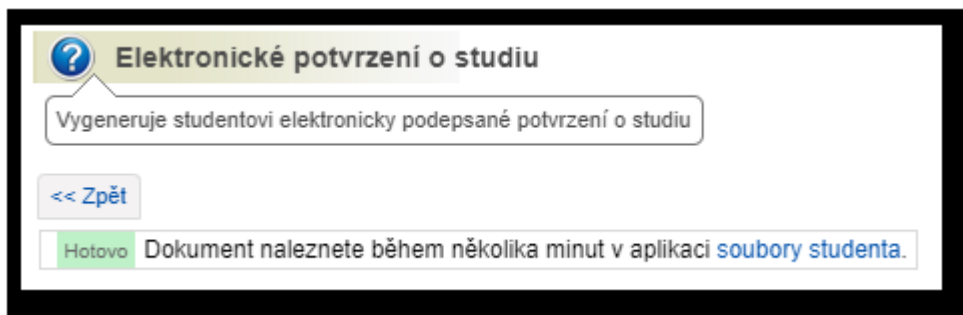 Elektronické potvrzení o studiu
Vygeneruje studentovi elektronicky podepsané potvrzení o studiu
<< Zpět
Hotovo Dokument naleznete během několika minut v aplikaci soubory studenta.